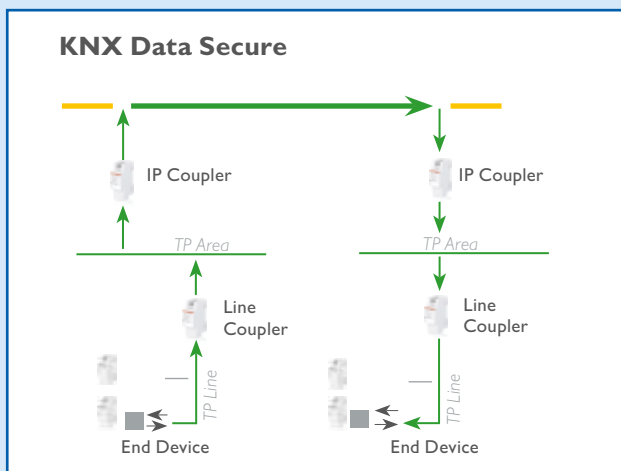 KNX Data Secure
IP Coupler
IP Coupler
TP Area
TP Area
Line
Coupler
Line
Coupler
TP Line
TP Line
End Device
End Device